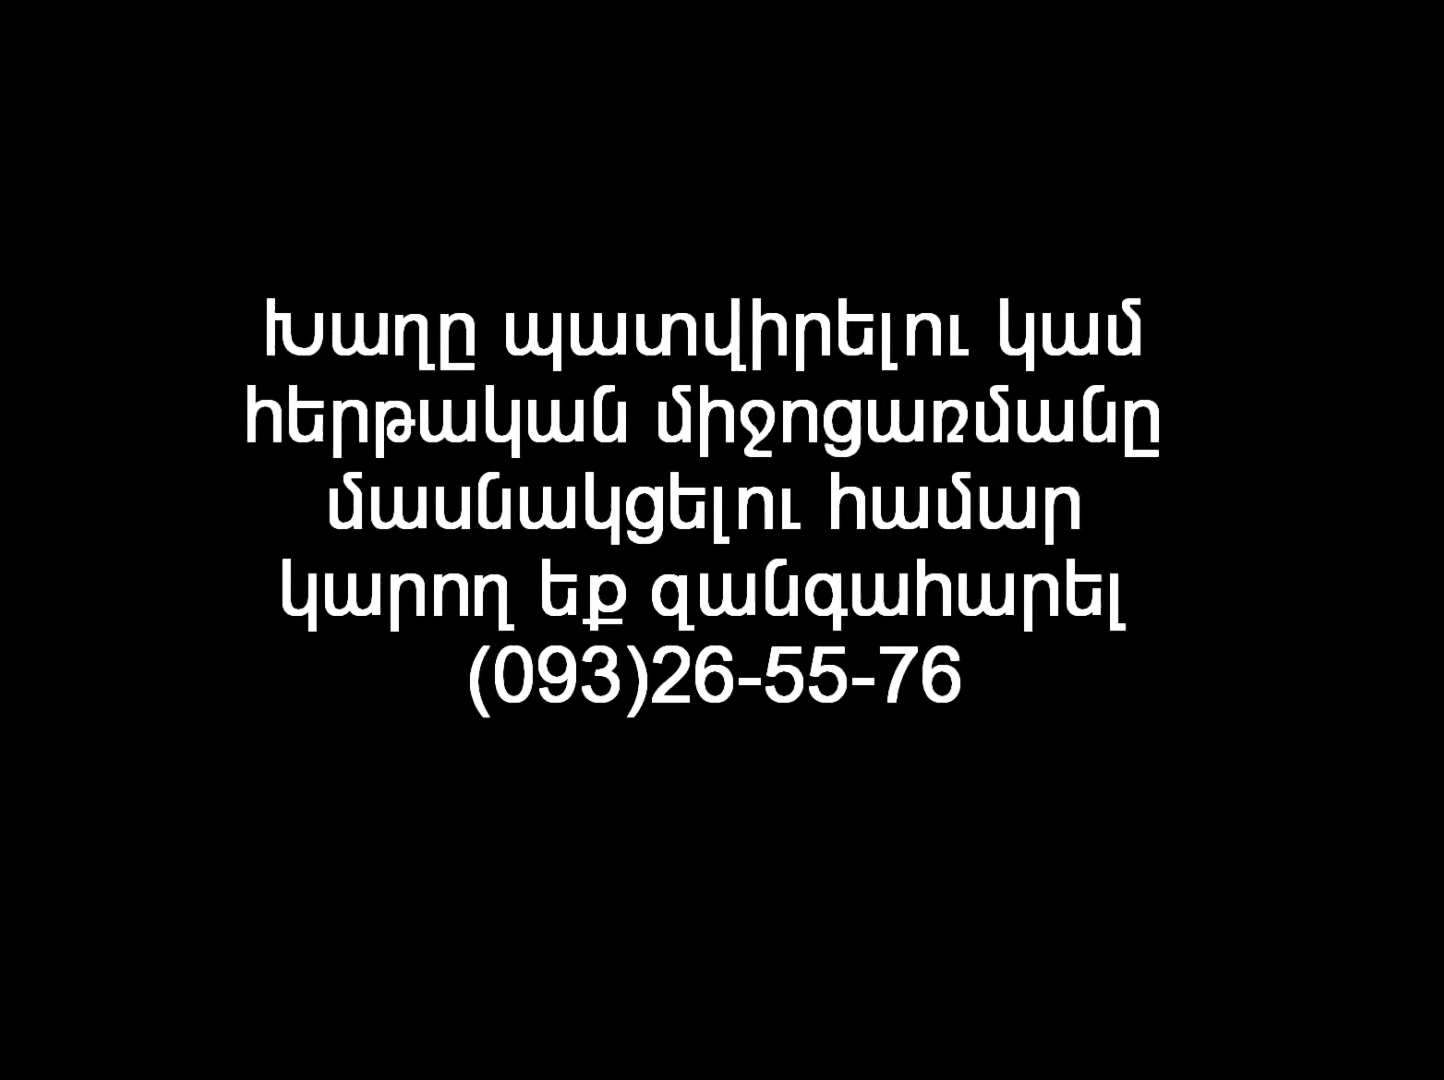 Խաղը պատվիրելու կամ
հերթական միջոցառմանը
մասնակցելու համար
կարող եք զանգահարել
(093)26-55-76